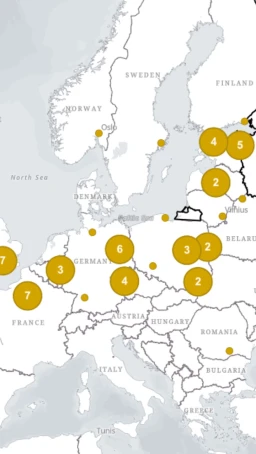 SWEDEN
FINLAND
NORWAY
Oslo
4
5
North Sea
2
DENMARK
Baltic Sea
Vilnius
BELARU
6
3
2
7
GERMANY
3
4
2
7
FRANCE
AUSTRIA
HUNGARY
ROMANIA
ITALY
BULGARIA
GREECE
Tunis